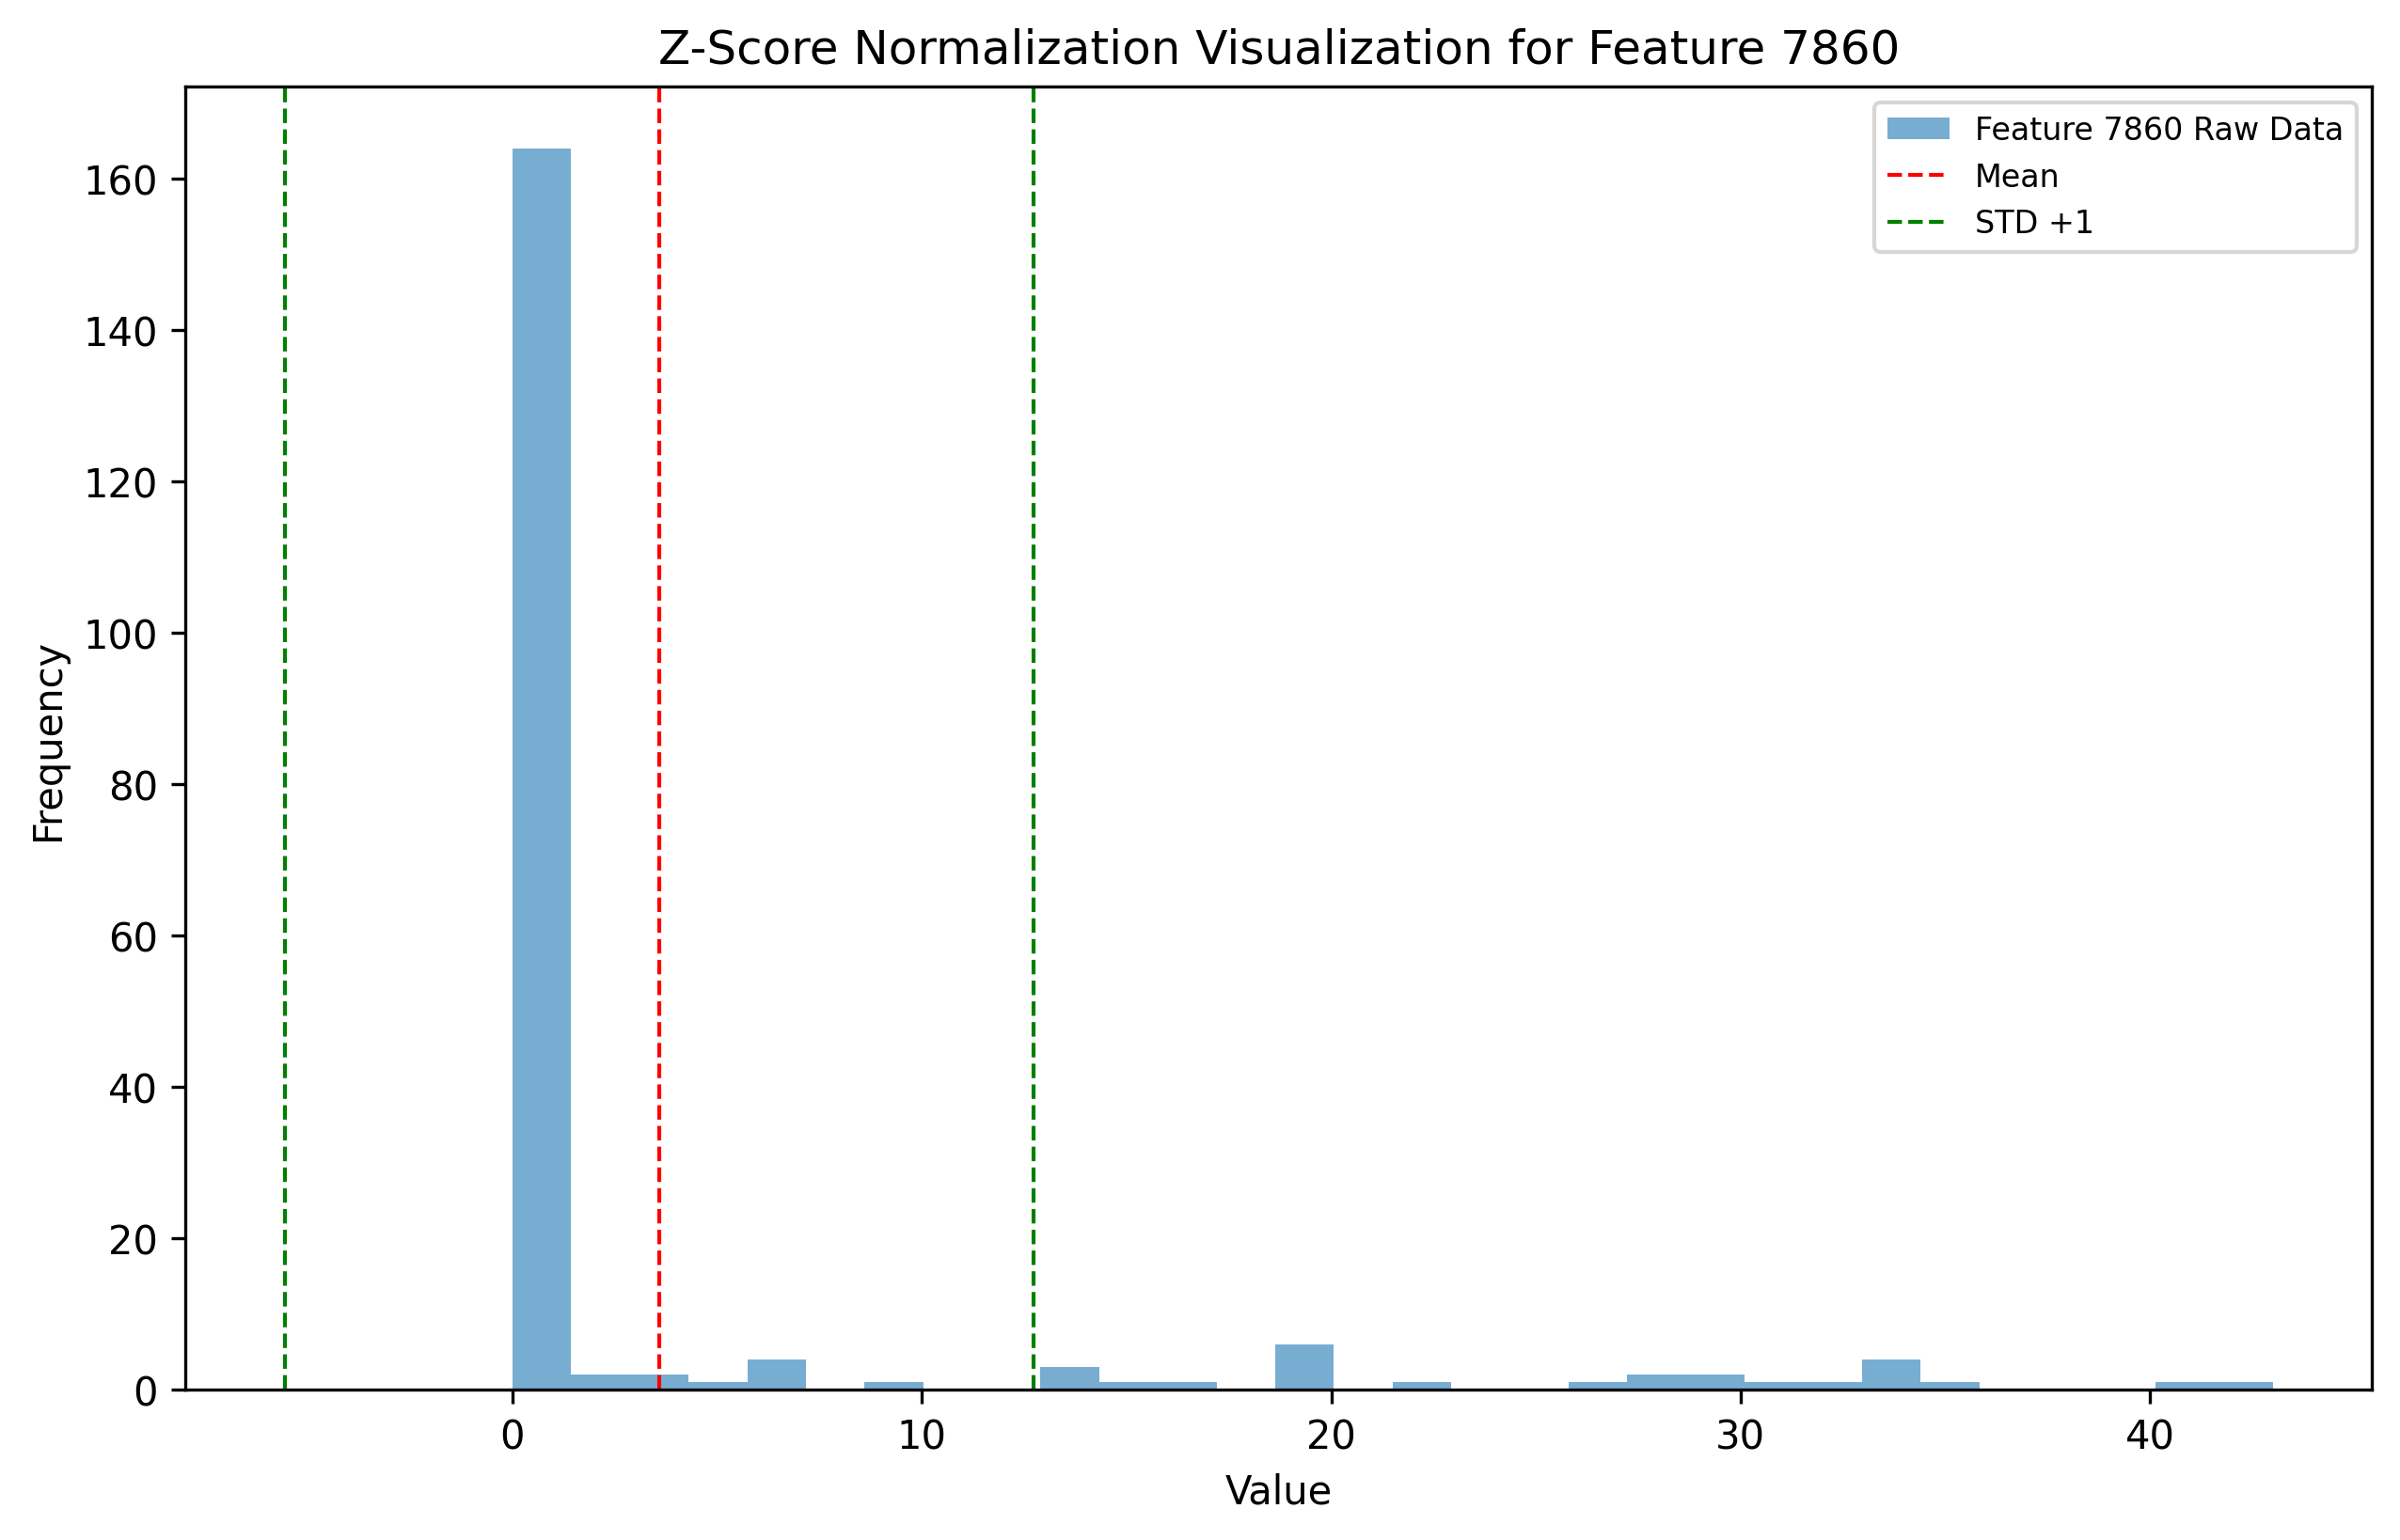 Z-Score Normalization Visualization for Feature 7860
Feature 7860 Raw Data
Mean
STD +1
160
140
120
100
80
60
40
20
0
Frequency
0 10 20 30 40
Value